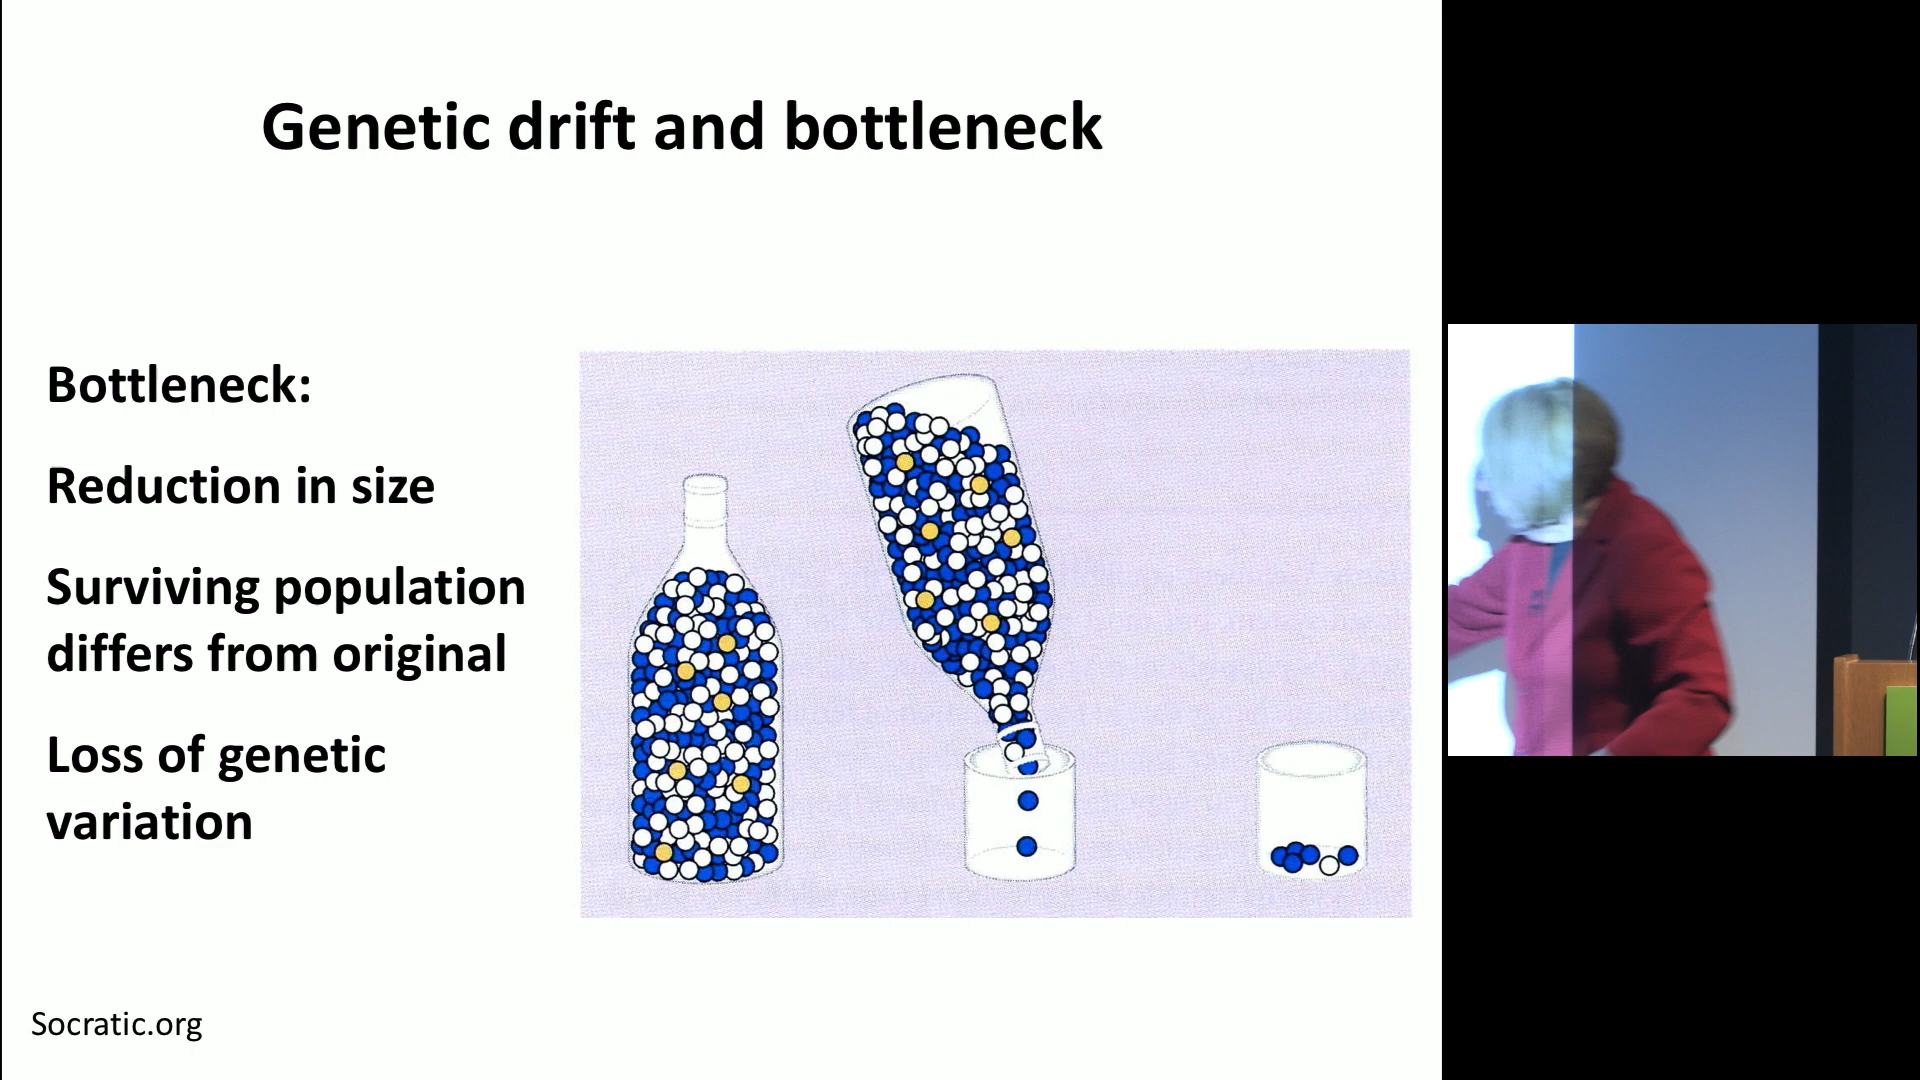 Genetic drift and bottleneck
Bottleneck:
Reduction in size
Surviving population
differs from original
Loss of genetic
variation
Socratic.org